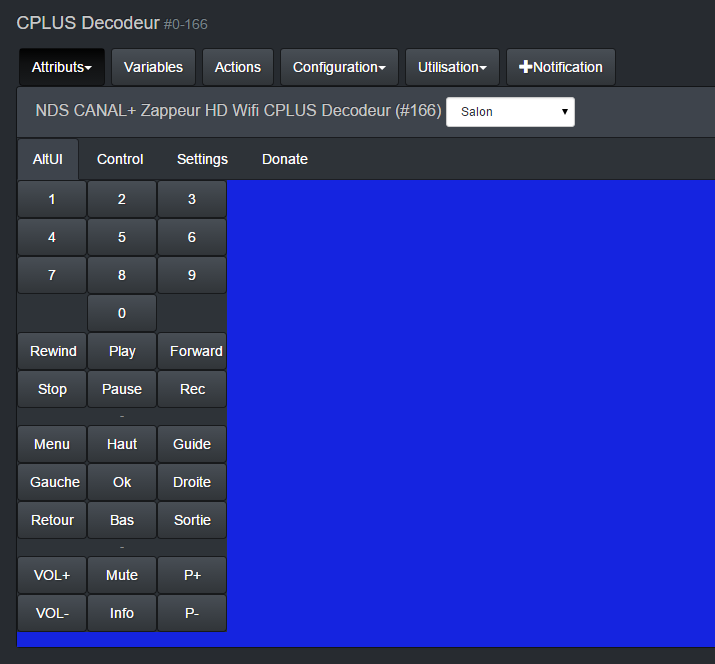 CPLUS Decodeur #0-166
Attributs Variables Actions Configuration Utilisation +Notification
NDS CANAL+ Zappeur HD Wifi CPLUS Decodeur (#166) Salon
AltUI Control Settings Donate
1 2 3
4 5 6
7 8 9
0
Rewind Play Forward
Stop Pause Rec
-
Menu Haut Guide
Gauche Ok Droite
Retour Bas Sortie
-
VOL+ Mute P+
VOL- Info P-